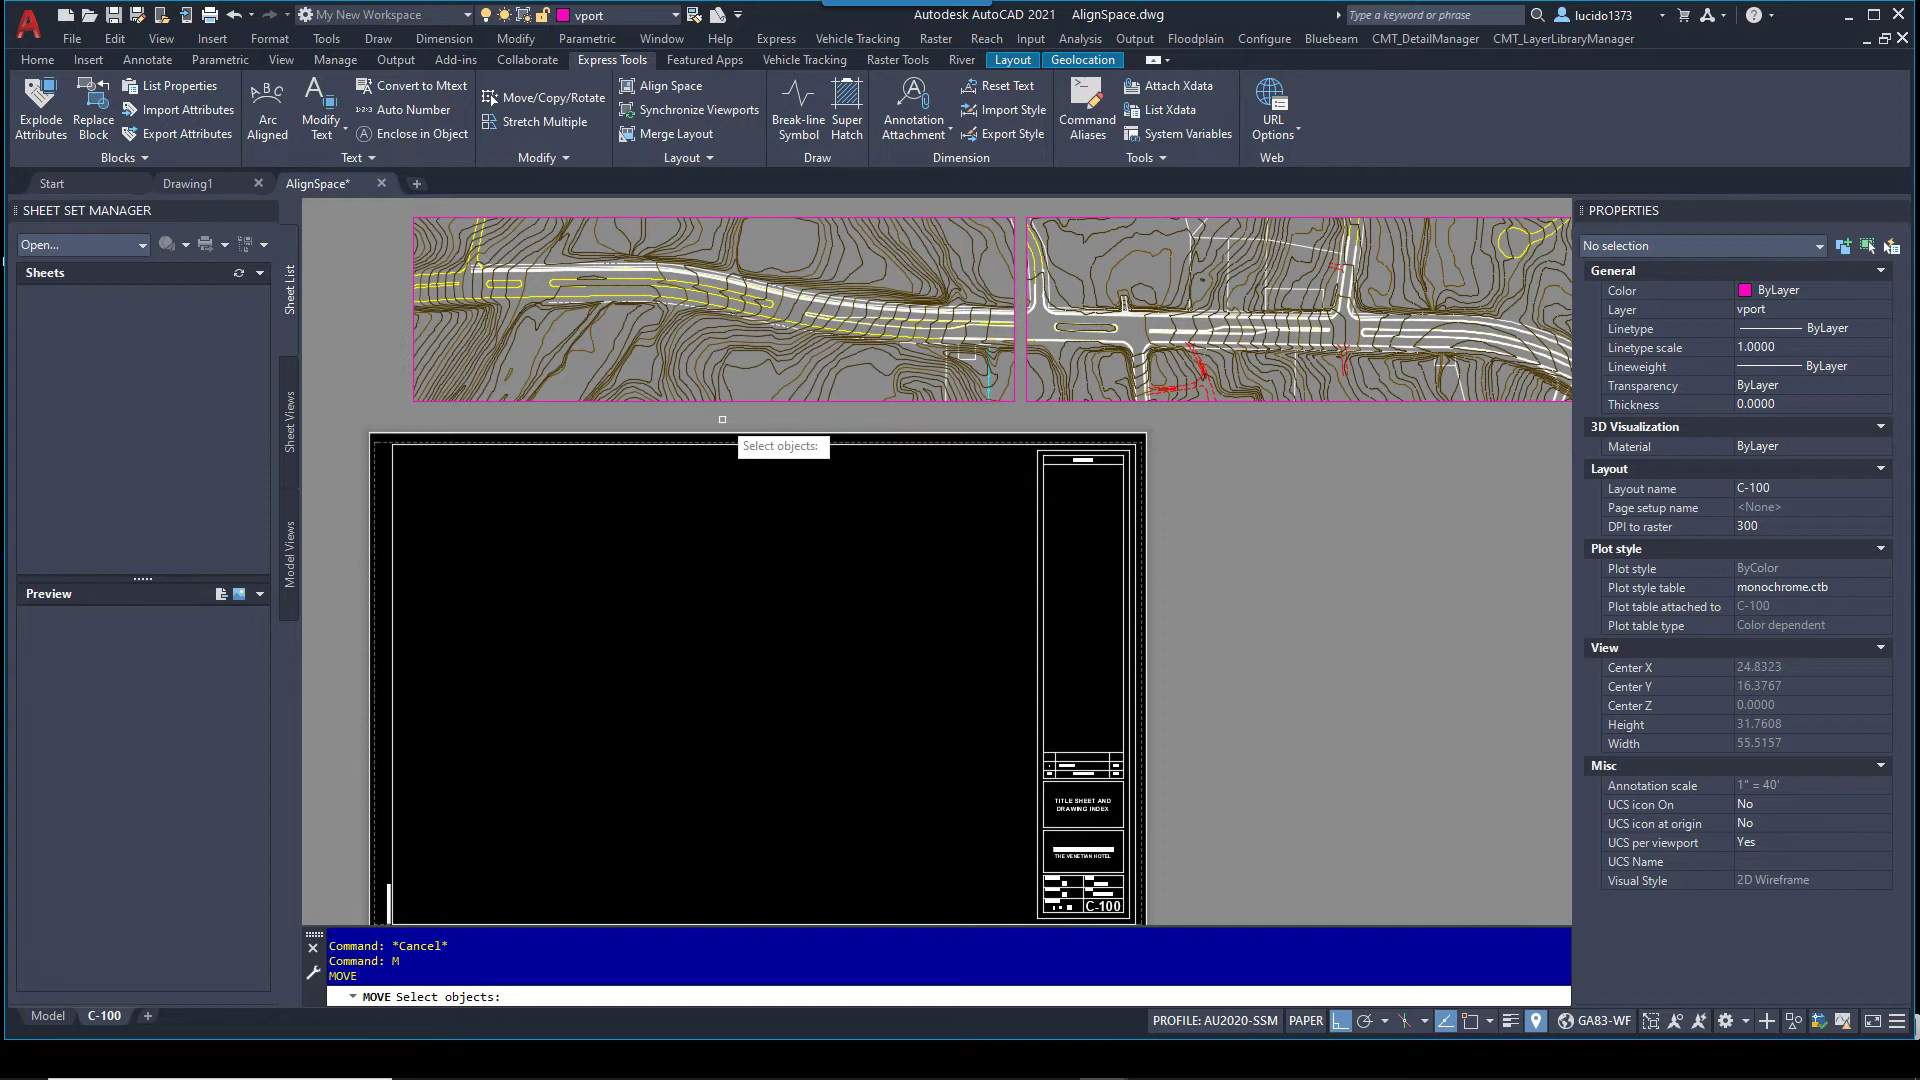 My New Workspace
vport
Autodesk AutoCAD 2021 AlignSpace.dwg
Type a keyword or phrase
lucido1373
File Edit View Insert Format Tools Draw Dimension Modify Parametric Window Help Express Vehicle Tracking Raster Reach Input Analysis Output Floodplain Configure Bluebeam CMT_DetailManager CMT_LayerLibraryManager
Home Insert Annotate Parametric View Manage Output Add-ins Collaborate Express Tools Featured Apps Vehicle Tracking Raster Tools River Layout Geolocation
Explode Attributes
Replace Block
List Properties
Import Attributes
Export Attributes
Blocks
ABC
Arc Aligned
Modify Text
Convert to Mtext
Auto Number
Enclose in Object
Text
Move/Copy/Rotate
Stretch Multiple
Modify
Align Space
Synchronize Viewports
Merge Layout
Layout
Break-line Symbol
Super Hatch
Draw
Annotation Attachment
Reset Text
Import Style
Export Style
Dimension
Command Aliases
Attach Xdata
List Xdata
System Variables
Tools
URL Options
Web
Start
Drawing1
AlignSpace*
SHEET SET MANAGER
Open...
Sheets
Preview
Sheet List
Sheet Views
Model Views
Select objects:
TITLE SHEET AND
DRAWING INDEX
THE VENETIAN HOTEL
C-100
Command: *Cancel*
Command: M
MOVE
MOVE Select objects:
PROPERTIES
No selection
General
Color ByLayer
Layer vport
Linetype ByLayer
Linetype scale 1.0000
Lineweight ByLayer
Transparency ByLayer
Thickness 0.0000
3D Visualization
Material ByLayer
Layout
Layout name C-100
Page setup name <None>
DPI to raster 300
Plot style
Plot style ByColor
Plot style table monochrome.ctb
Plot table attached to C-100
Plot table type Color dependent
View
Center X 24.8323
Center Y 16.3767
Center Z 0.0000
Height 31.7608
Width 55.5157
Misc
Annotation scale 1" = 40'
UCS icon On No
UCS icon at origin No
UCS per viewport Yes
UCS Name
Visual Style 2D Wireframe
Model
C-100
PROFILE: AU2020-SSM
PAPER
GA83-WF